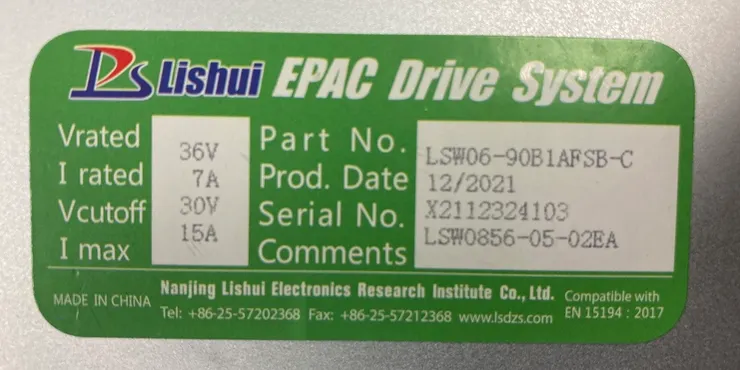 DS Lishui EPAC Drive System
Vrated 36V Part No. LSW06-90B1AFSB-C
I rated 7A Prod. Date 12/2021
Vcutoff 30V Serial No. X2112324103
I max 15A Comments LSW0856-05-02EA
MADE IN CHINA
Nanjing Lishui Electronics Research Institute Co., Ltd.
Tel: +86-25-57202368 Fax: +86-25-57212368 www.lsdzs.com
Compatible with
EN 15194 : 2017